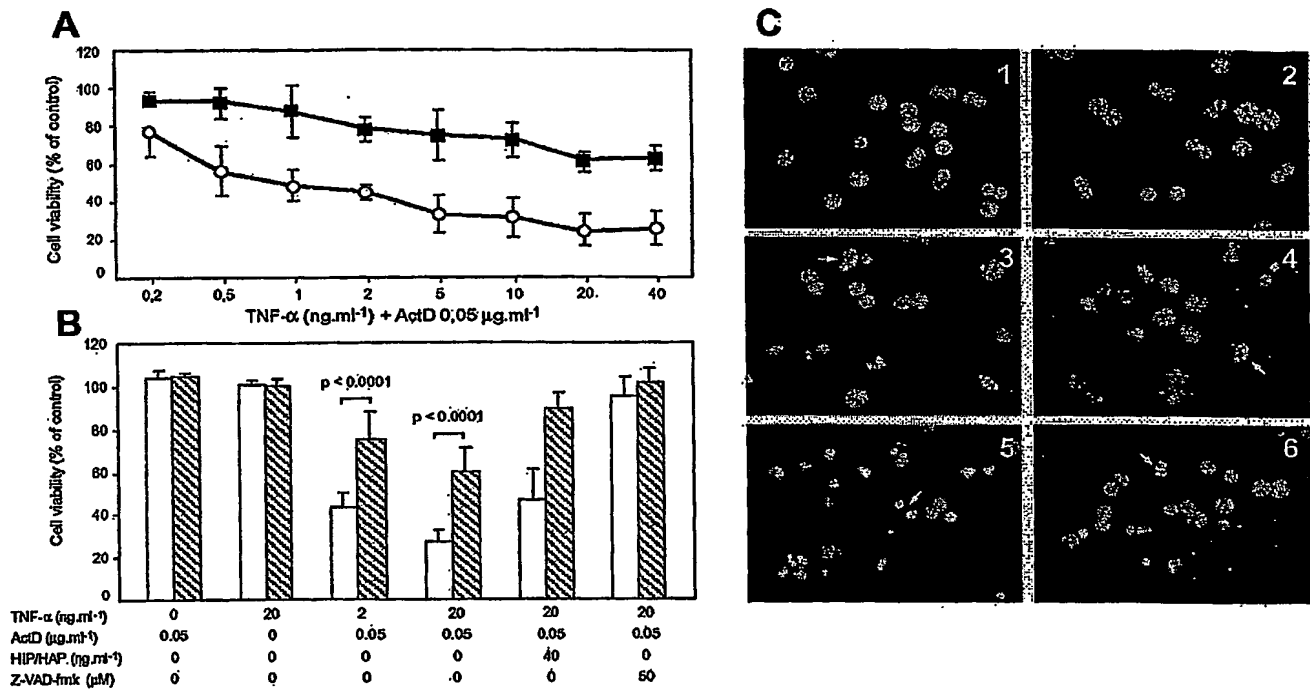 A
Cell viability (% of control)
120
100
80
60
40
20
0
0,2 0,5 1 2 5 10 20. 40
TNF-α (ng.ml-1) + ActD 0,05 µg.ml-1
B
Cell viability (% of control)
120
100
80
60
40
20
0
p < 0.0001
p < 0.0001
TNF-α (ng.ml-1) 0 20 2 20 20 20
ActD (µg.ml-1) 0.05 0 0.05 0.05 0.05 0.05
HIP/HAP. (ng.ml-1) 0 0 0 0 40 0
Z-VAD-fmk (µM) 0 0 0 0 0 50
C
1
2
3
4
5
6